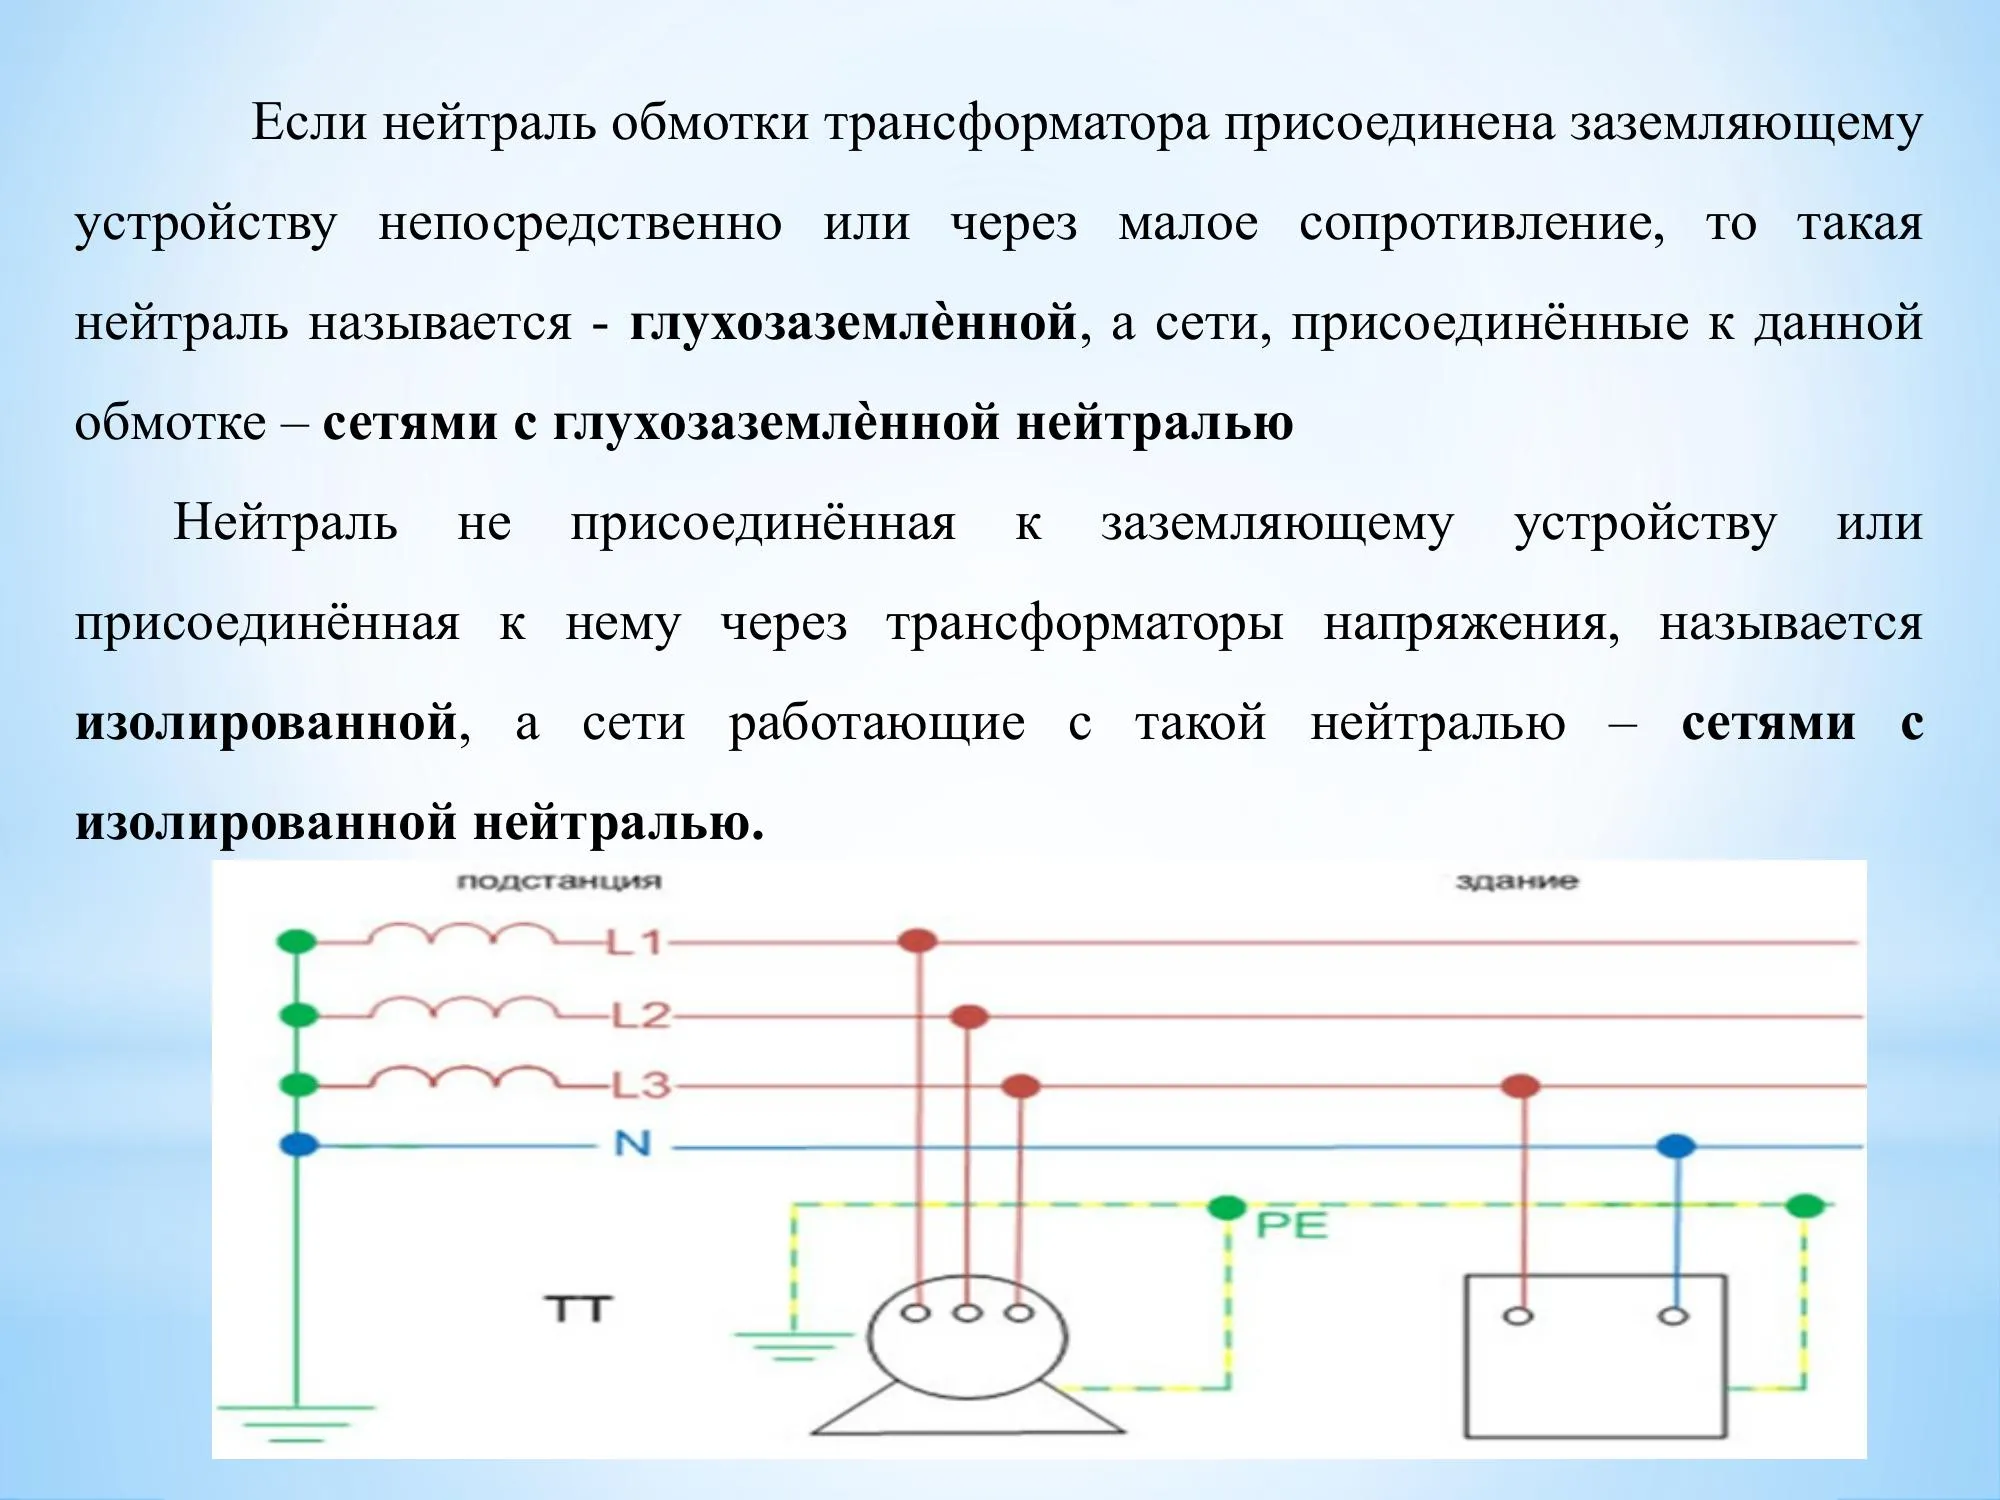 Если нейтраль обмотки трансформатора присоединена заземляющему
устройству непосредственно или через малое сопротивление, то такая
нейтраль называется - глухозаземлѐнной, а сети, присоединённые к данной
обмотке – сетями с глухозаземлѐнной нейтралью
Нейтраль не присоединённая к заземляющему устройству или
присоединённая к нему через трансформаторы напряжения, называется
изолированной, а сети работающие с такой нейтралью – сетями с
изолированной нейтралью.
подстанция
здание
L1
L2
L3
N
PE
TT